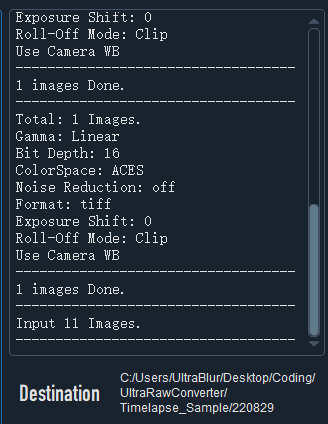 Exposure Shift: 0
Roll-Off Mode: Clip
Use Camera WB
--------------------------------
1 images Done.
--------------------------------
Total: 1 Images.
Gamma: Linear
Bit Depth: 16
ColorSpace: ACES
Noise Reduction: off
Format: tiff
Exposure Shift: 0
Roll-Off Mode: Clip
Use Camera WB
--------------------------------
1 images Done.
--------------------------------
Input 11 Images.
--------------------------------
Destination
C:/Users/UltraBlur/Desktop/Coding/
UltraRawConverter/
Timelapse_Sample/220829